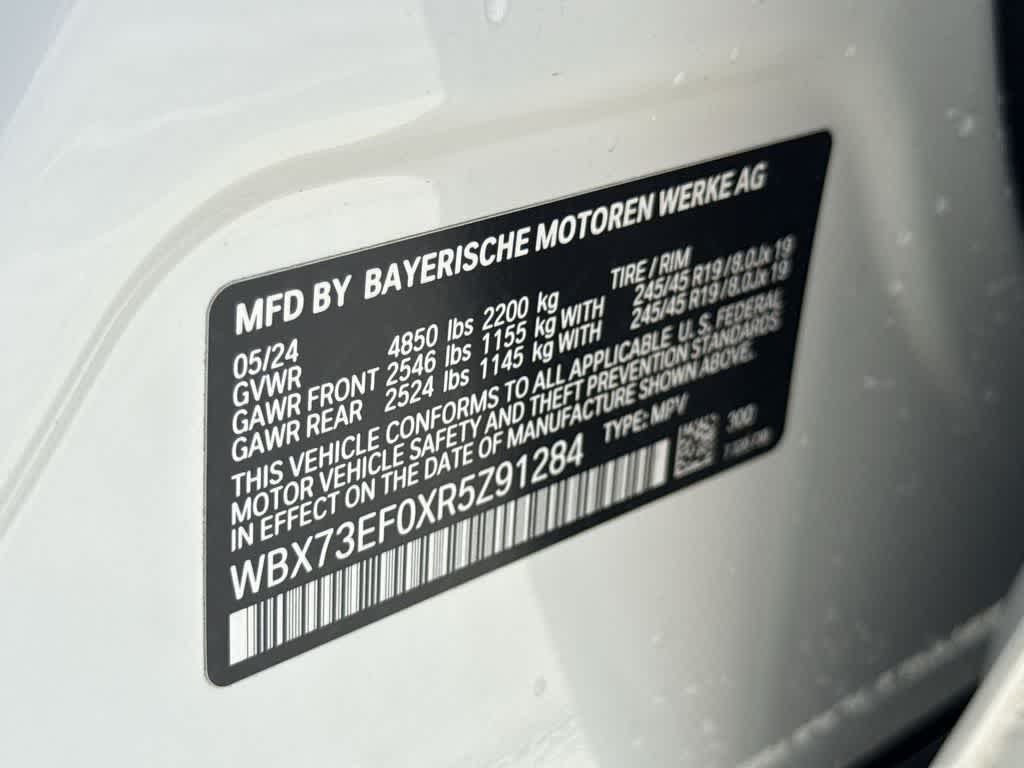 MFD BY BAYERISCHE MOTOREN WERKE AG
05/24 TIRE / RIM
GVWR 4850 lbs 2200 kg
GAWR FRONT 2546 lbs 1155 kg WITH 245/45 R19 / 8.0Jx19
GAWR REAR 2524 lbs 1145 kg WITH 245/45 R19 / 8.0Jx19
THIS VEHICLE CONFORMS TO ALL APPLICABLE U. S. FEDERAL
MOTOR VEHICLE SAFETY AND THEFT PREVENTION STANDARDS
IN EFFECT ON THE DATE OF MANUFACTURE SHOWN ABOVE.
WBX73EF0XR5Z91284 TYPE: MPV
300